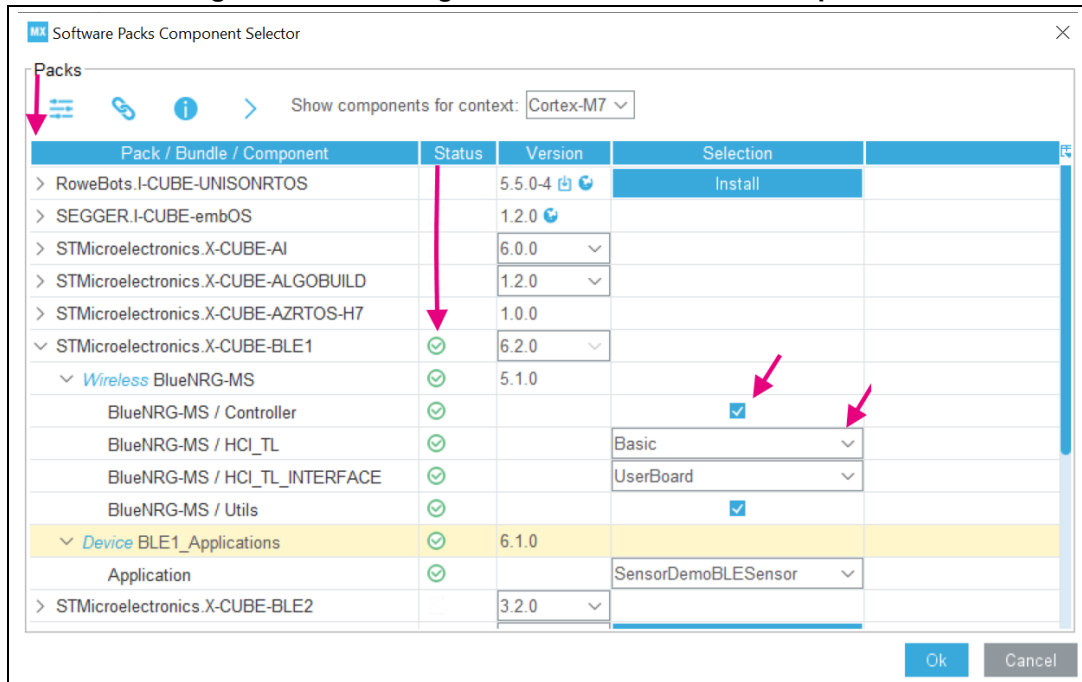 MX Software Packs Component Selector
Packs
Show components for context: Cortex-M7
Pack / Bundle / Component Status Version Selection
RoweBots.I-CUBE-UNISONRTOS 5.5.0-4 Install
SEGGER.I-CUBE-embOS 1.2.0
STMicroelectronics.X-CUBE-AI 6.0.0
STMicroelectronics.X-CUBE-ALGOBUILD 1.2.0
STMicroelectronics.X-CUBE-AZRTOS-H7 1.0.0
STMicroelectronics.X-CUBE-BLE1 6.2.0
Wireless BlueNRG-MS 5.1.0
BlueNRG-MS / Controller
BlueNRG-MS / HCI_TL Basic
BlueNRG-MS / HCI_TL_INTERFACE UserBoard
BlueNRG-MS / Utils
Device BLE1_Applications 6.1.0
Application SensorDemoBLESensor
STMicroelectronics.X-CUBE-BLE2 3.2.0
Ok Cancel